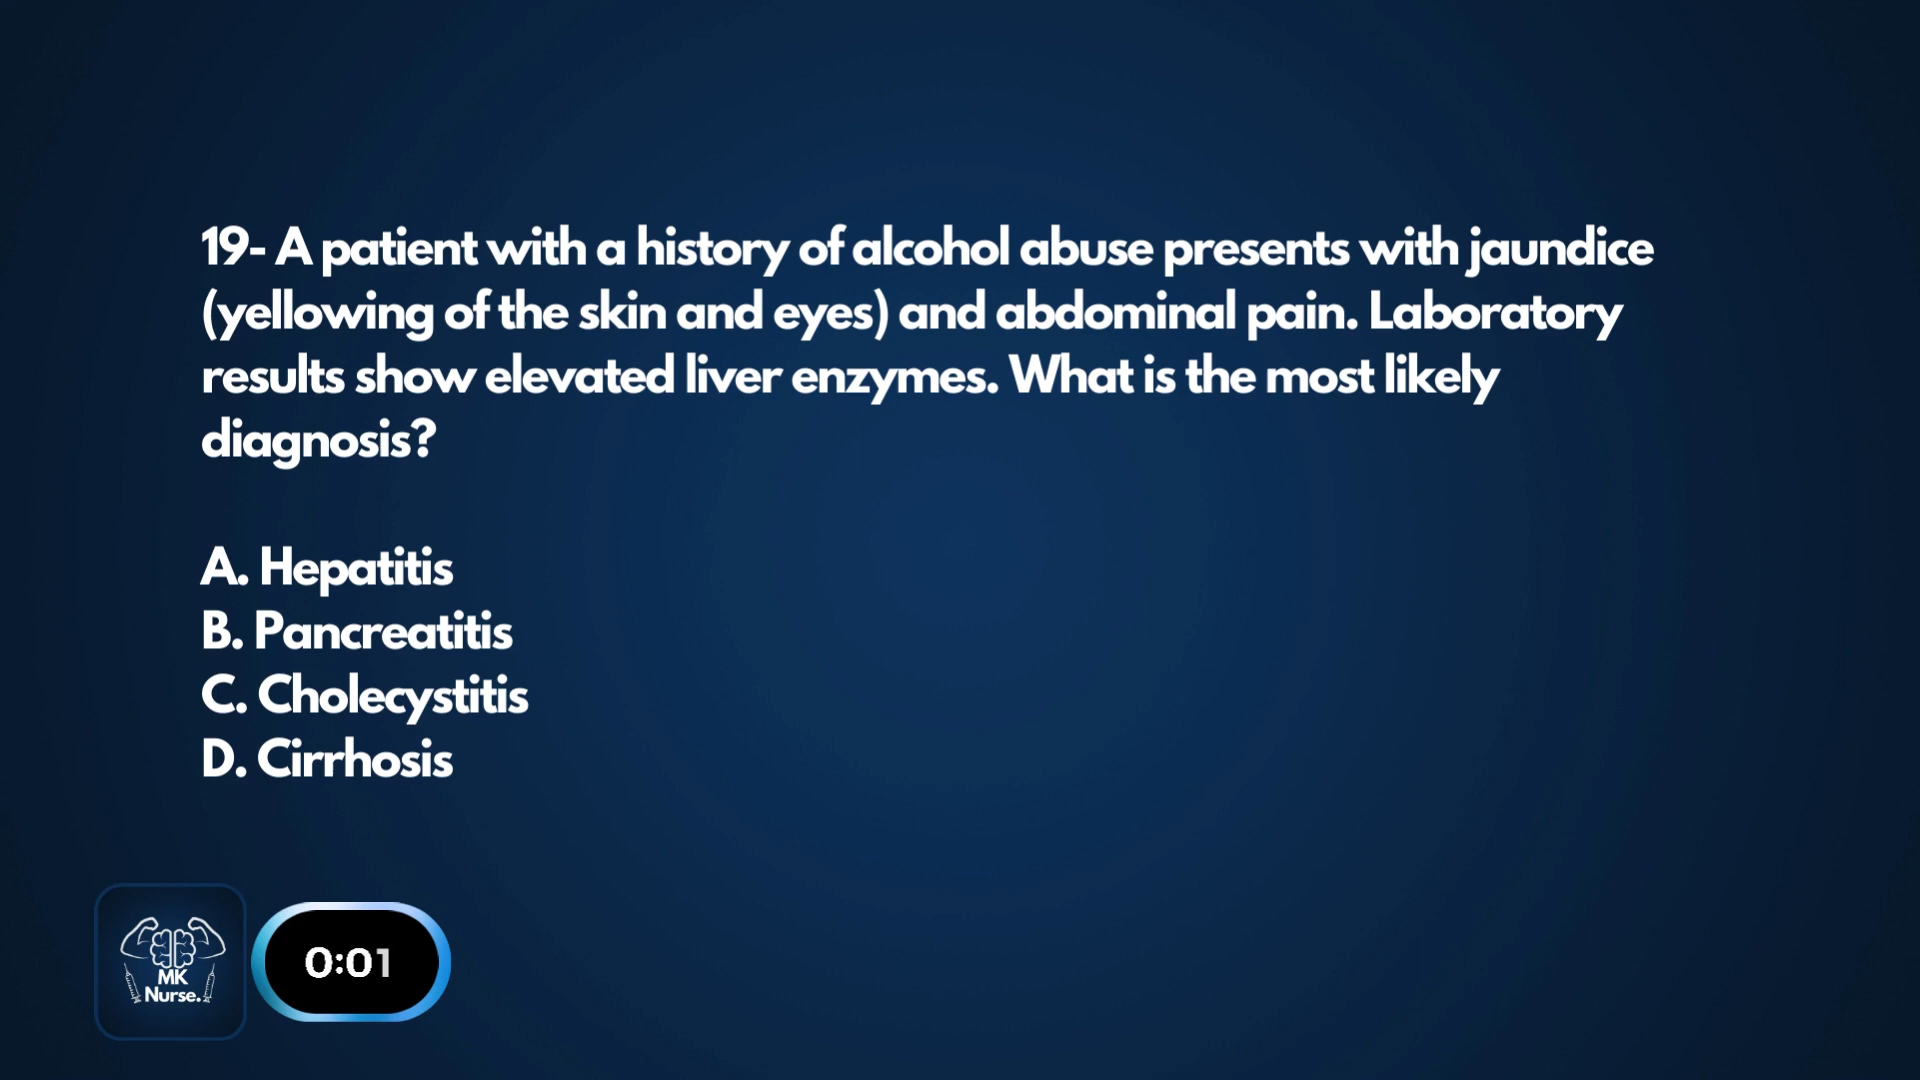 19- A patient with a history of alcohol abuse presents with jaundice
(yellowing of the skin and eyes) and abdominal pain. Laboratory
results show elevated liver enzymes. What is the most likely
diagnosis?
A. Hepatitis
B. Pancreatitis
C. Cholecystitis
D. Cirrhosis
MK
Nurse.
0:01